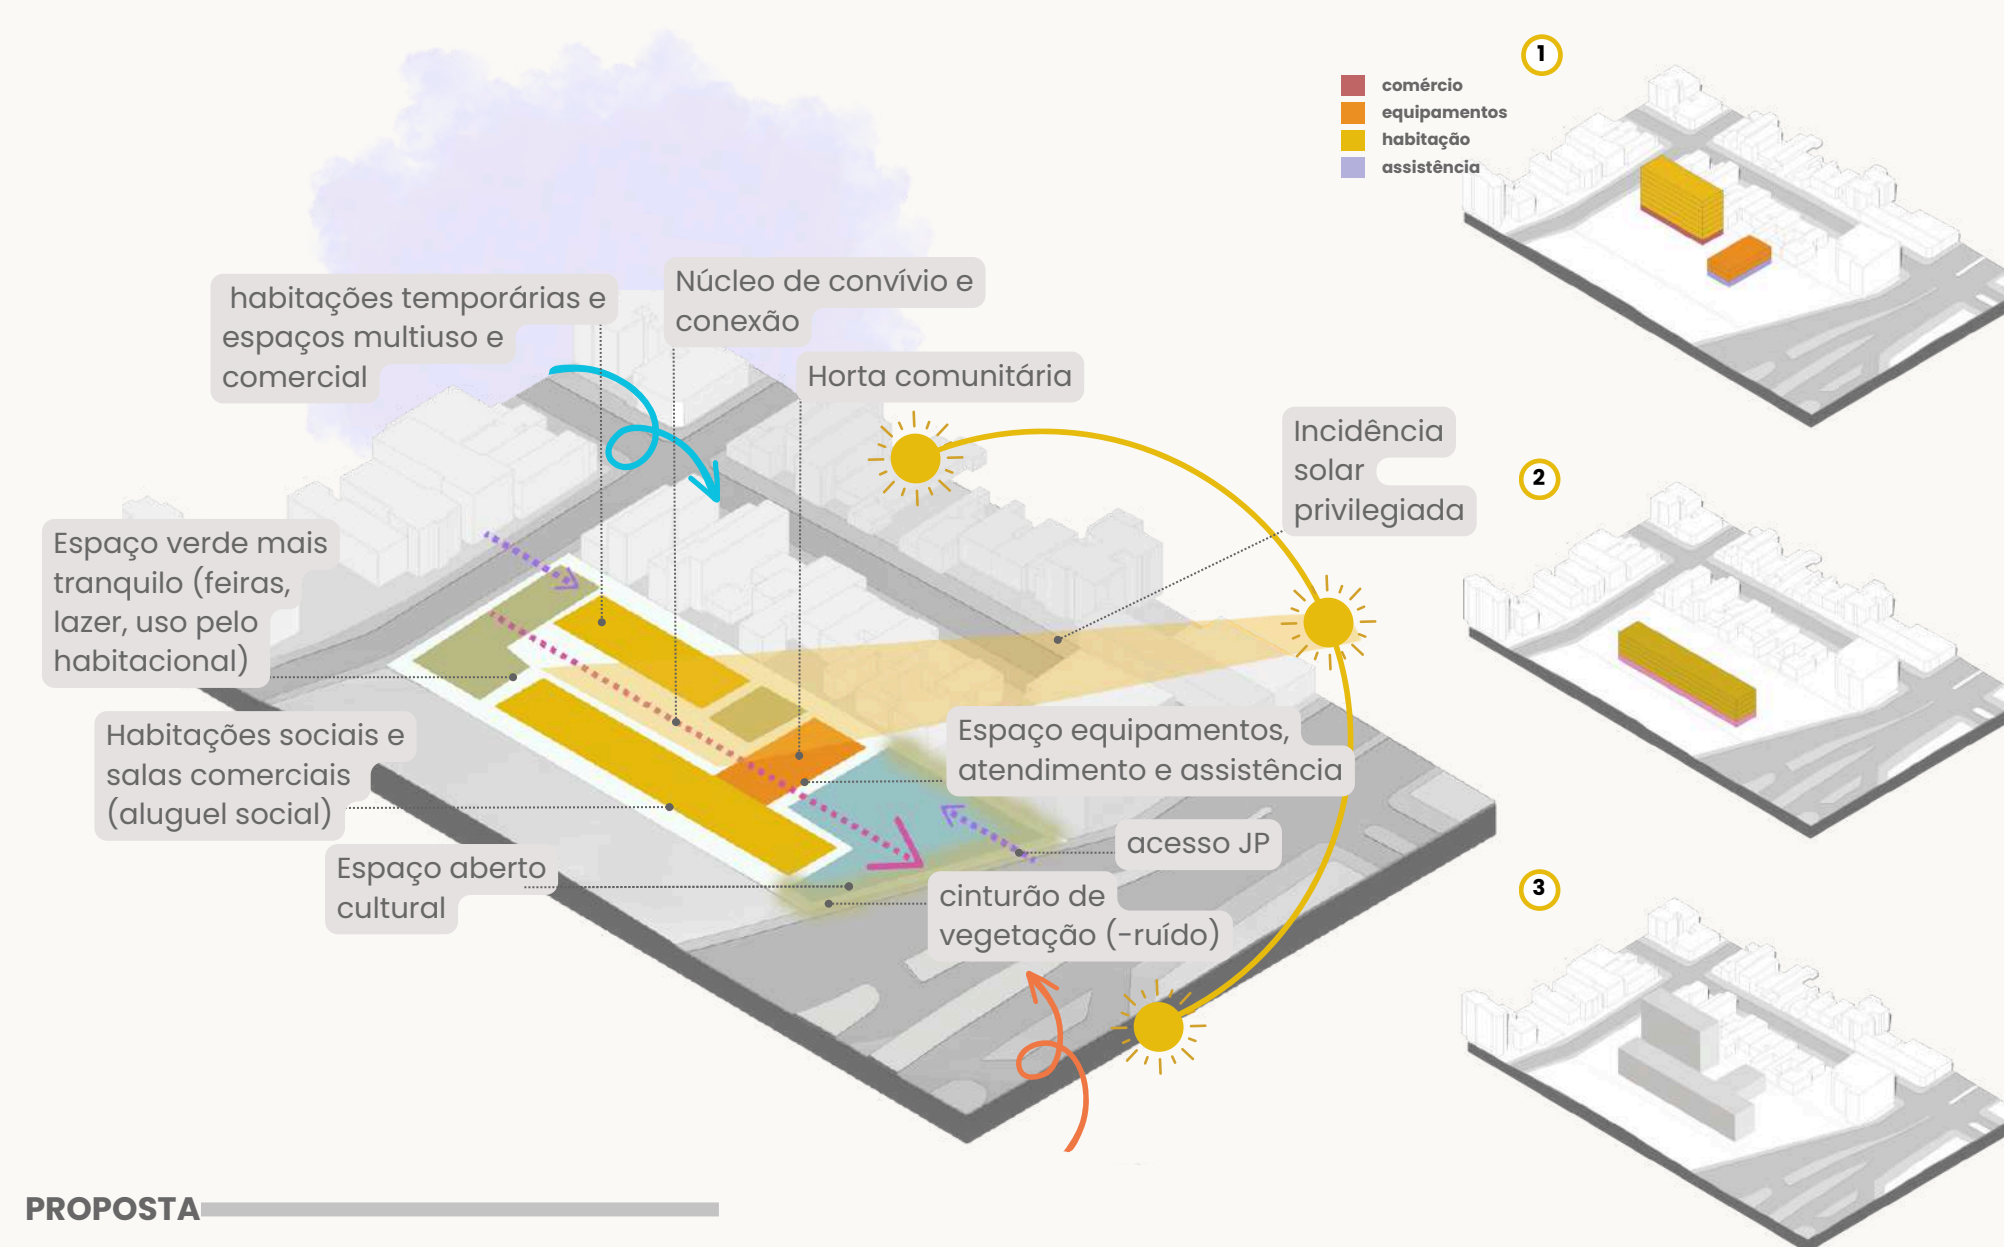 1
comércio
equipamentos
habitação
assistência
habitações temporárias e
espaços multiuso e
comercial
Núcleo de convívio e
conexão
Horta comunitária
Incidência
solar
privilegiada
2
Espaço verde mais
tranquilo (feiras,
lazer, uso pelo
habitacional)
Habitações sociais e
salas comerciais
(aluguel social)
Espaço equipamentos,
atendimento e assistência
acesso JP
Espaço aberto
cultural
cinturão de
vegetação (-ruído)
3
PROPOSTA